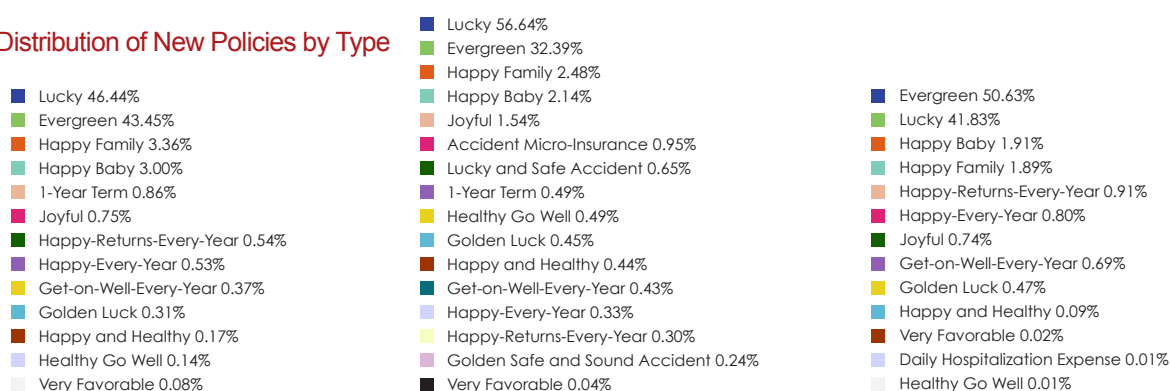 Distribution of New Policies by Type
Lucky 46.44%
Evergreen 43.45%
Happy Family 3.36%
Happy Baby 3.00%
1-Year Term 0.86%
Joyful 0.75%
Happy-Returns-Every-Year 0.54%
Happy-Every-Year 0.53%
Get-on-Well-Every-Year 0.37%
Golden Luck 0.31%
Happy and Healthy 0.17%
Healthy Go Well 0.14%
Very Favorable 0.08%
Lucky 56.64%
Evergreen 32.39%
Happy Family 2.48%
Happy Baby 2.14%
Joyful 1.54%
Accident Micro-Insurance 0.95%
Lucky and Safe Accident 0.65%
1-Year Term 0.49%
Healthy Go Well 0.49%
Golden Luck 0.45%
Happy and Healthy 0.44%
Get-on-Well-Every-Year 0.43%
Happy-Every-Year 0.33%
Happy-Returns-Every-Year 0.30%
Golden Safe and Sound Accident 0.24%
Very Favorable 0.04%
Evergreen 50.63%
Lucky 41.83%
Happy Baby 1.91%
Happy Family 1.89%
Happy-Returns-Every-Year 0.91%
Happy-Every-Year 0.80%
Joyful 0.74%
Get-on-Well-Every-Year 0.69%
Golden Luck 0.47%
Happy and Healthy 0.09%
Very Favorable 0.02%
Daily Hospitalization Expense 0.01%
Healthy Go Well 0.01%